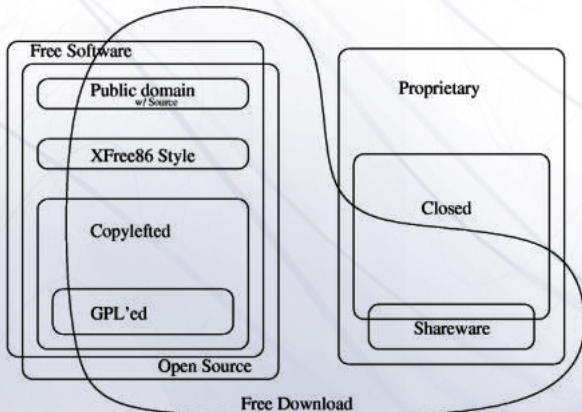 Free Software
Public domain
w/ Source
XFree86 Style
Copylefted
GPL'ed
Open Source
Proprietary
Closed
Shareware
Free Download